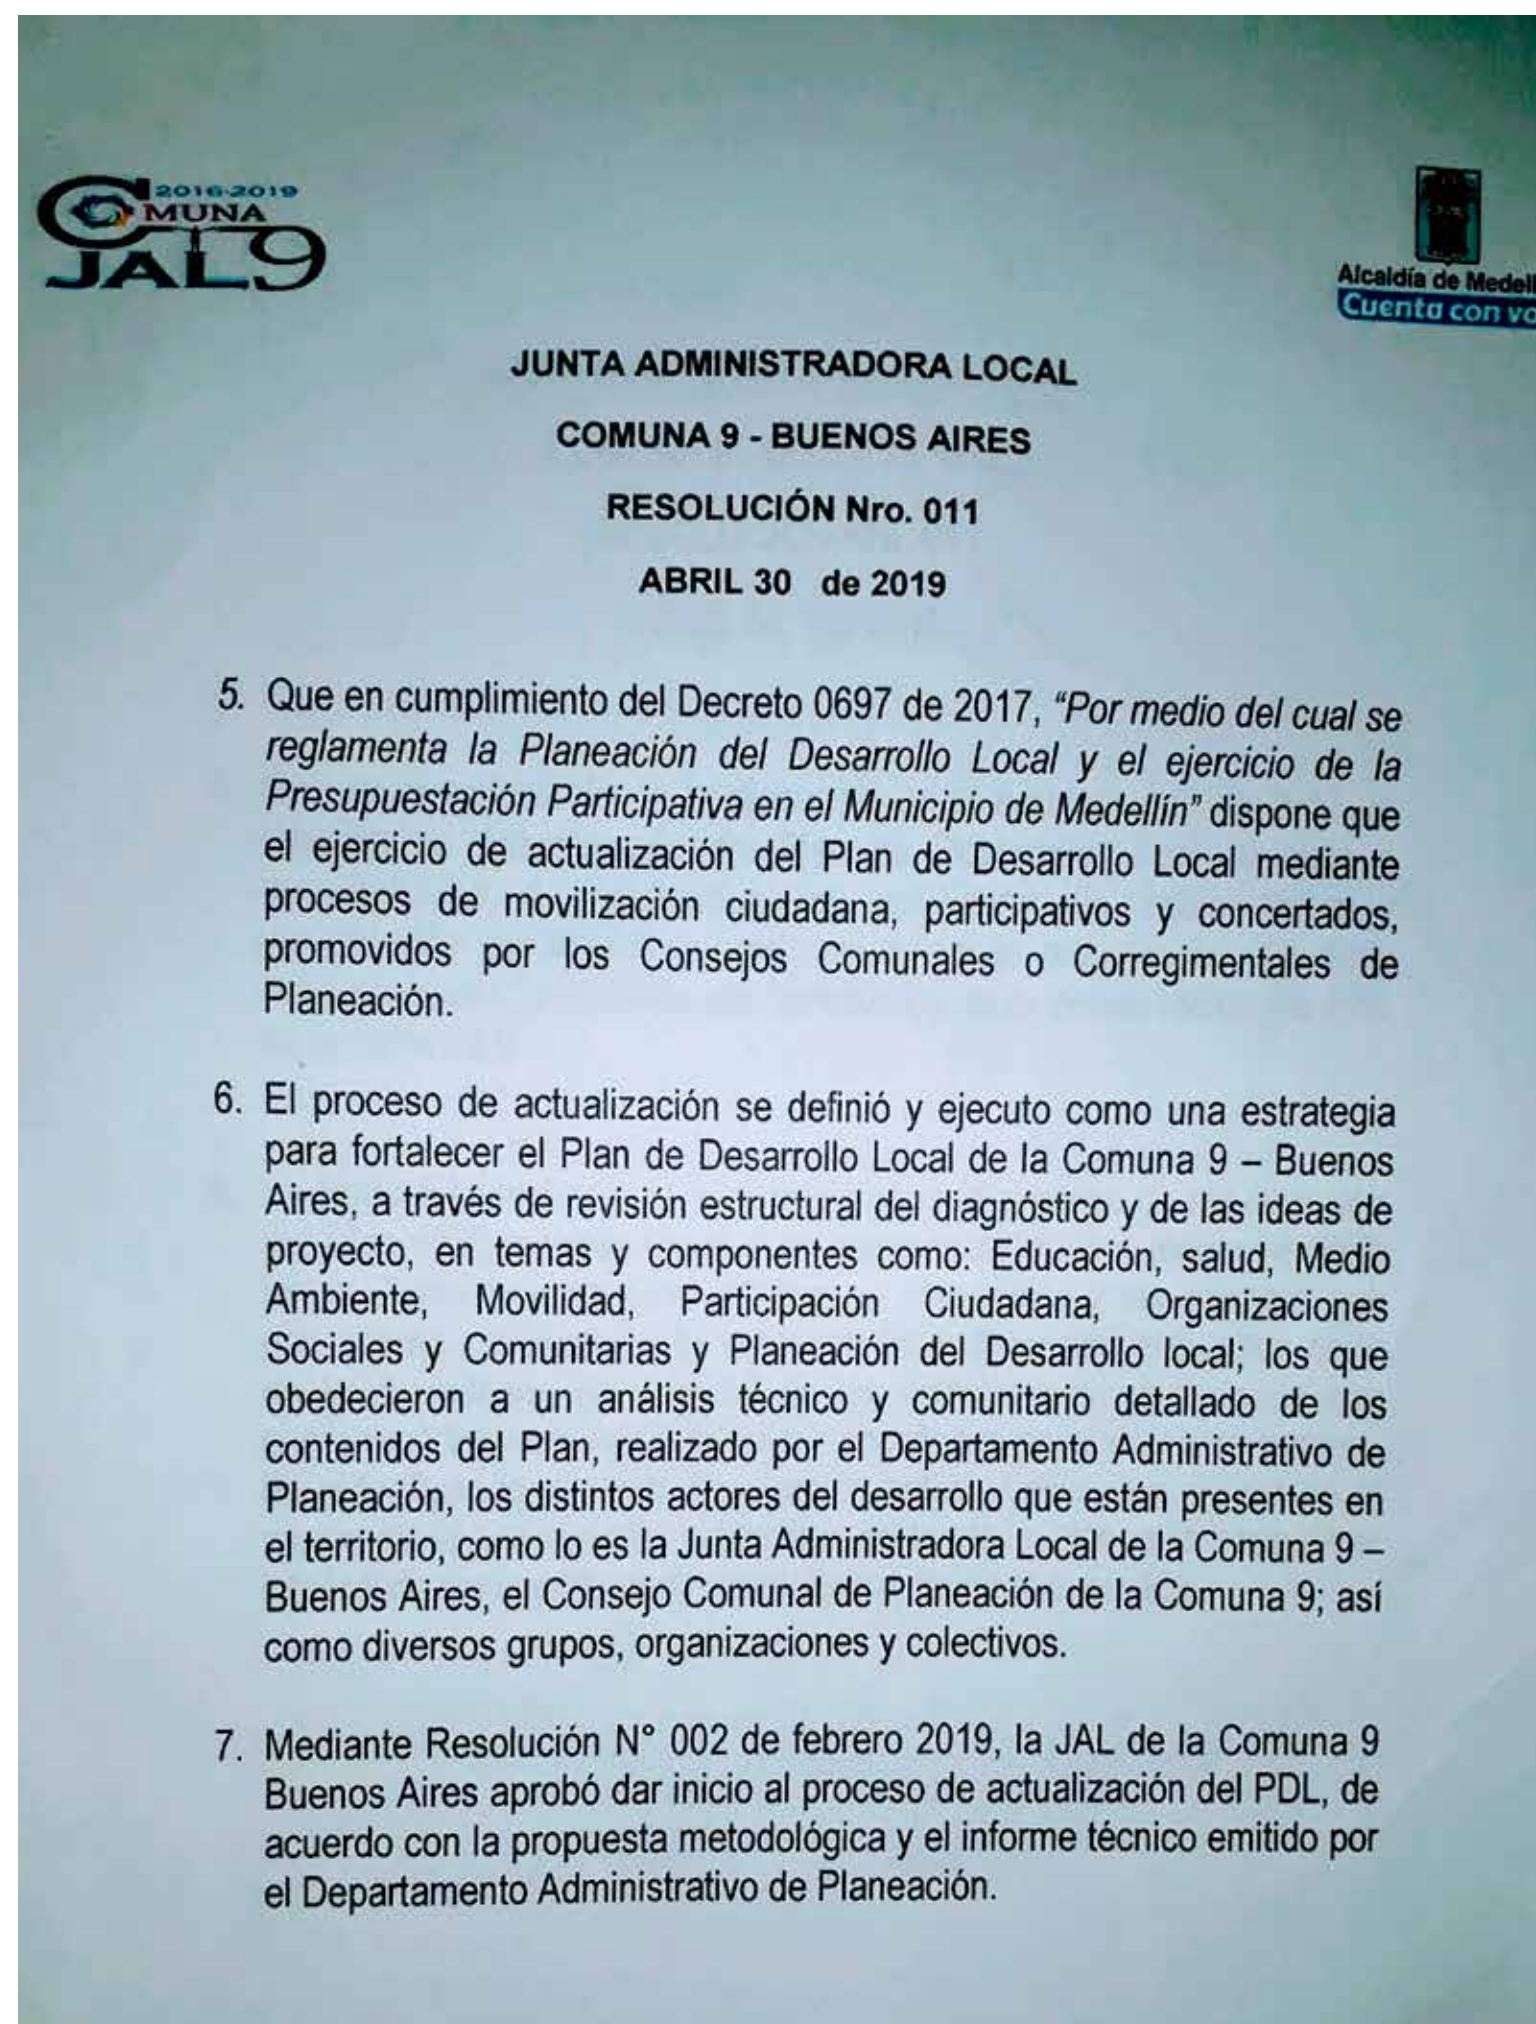 2016-2019
COMUNA
JAL 9
Alcaldía de Medell
Cuenta con vo
JUNTA ADMINISTRADORA LOCAL
COMUNA 9 - BUENOS AIRES
RESOLUCIÓN Nro. 011
ABRIL 30 de 2019
5. Que en cumplimiento del Decreto 0697 de 2017, “Por medio del cual se
reglamenta la Planeación del Desarrollo Local y el ejercicio de la
Presupuestación Participativa en el Municipio de Medellín” dispone que
el ejercicio de actualización del Plan de Desarrollo Local mediante
procesos de movilización ciudadana, participativos y concertados,
promovidos por los Consejos Comunales o Corregimentales de
Planeación.
6. El proceso de actualización se definió y ejecuto como una estrategia
para fortalecer el Plan de Desarrollo Local de la Comuna 9 – Buenos
Aires, a través de revisión estructural del diagnóstico y de las ideas de
proyecto, en temas y componentes como: Educación, salud, Medio
Ambiente, Movilidad, Participación Ciudadana, Organizaciones
Sociales y Comunitarias y Planeación del Desarrollo local; los que
obedecieron a un análisis técnico y comunitario detallado de los
contenidos del Plan, realizado por el Departamento Administrativo de
Planeación, los distintos actores del desarrollo que están presentes en
el territorio, como lo es la Junta Administradora Local de la Comuna 9 –
Buenos Aires, el Consejo Comunal de Planeación de la Comuna 9; así
como diversos grupos, organizaciones y colectivos.
7. Mediante Resolución N° 002 de febrero 2019, la JAL de la Comuna 9
Buenos Aires aprobó dar inicio al proceso de actualización del PDL, de
acuerdo con la propuesta metodológica y el informe técnico emitido por
el Departamento Administrativo de Planeación.